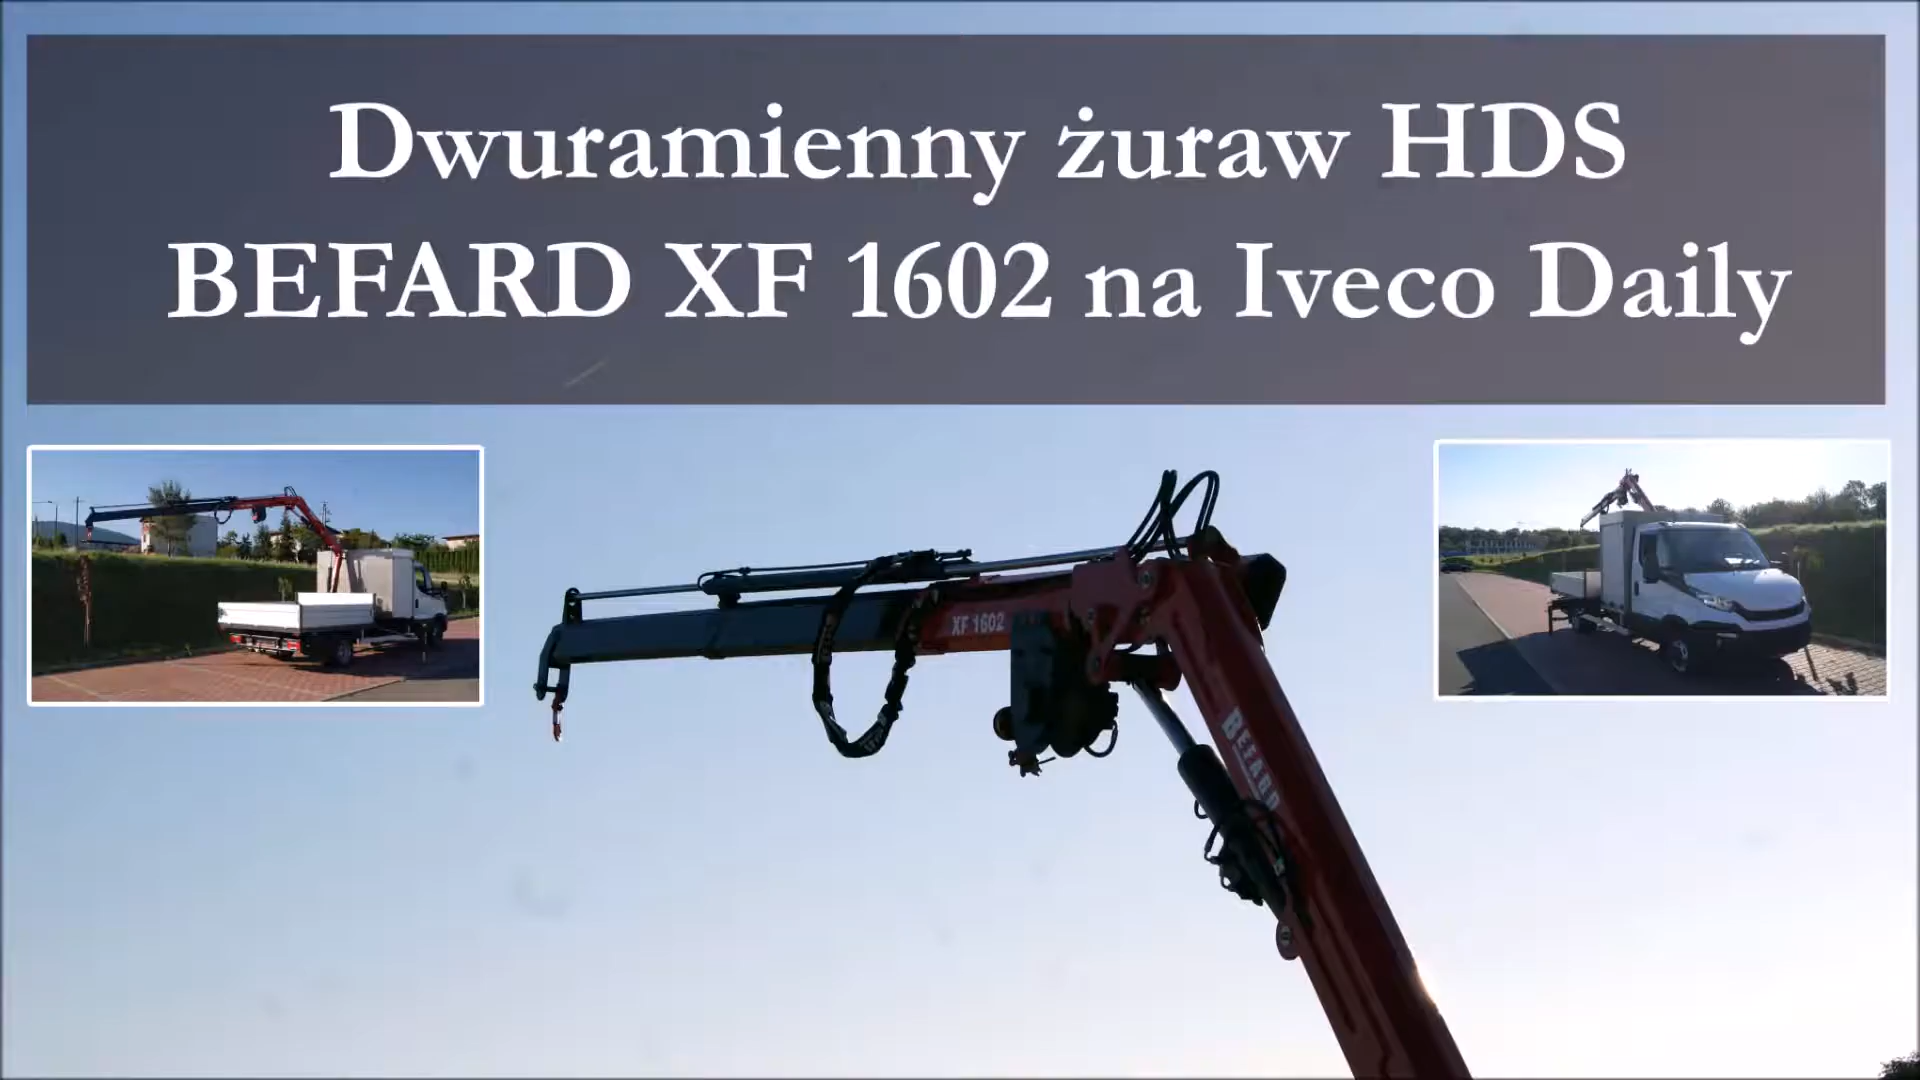 Dwuramienny żuraw HDS
BEFARD XF 1602 na Iveco Daily
XF 1602
BEFARD